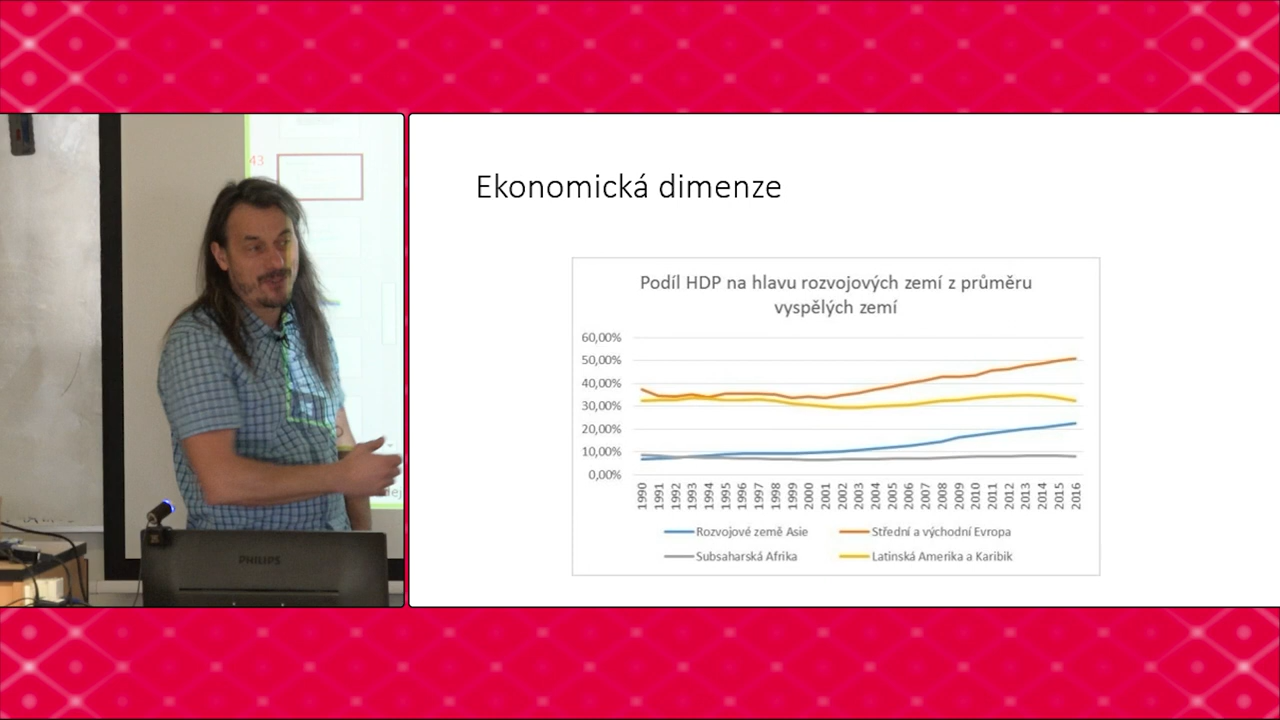 43
PHILIPS
Ekonomická dimenze
Podíl HDP na hlavu rozvojových zemí z průměru
vyspělých zemí
60,00%
50,00%
40,00%
30,00%
20,00%
10,00%
0,00%
1990 1991 1992 1993 1994 1995 1996 1997 1998 1999 2000 2001 2002 2003 2004 2005 2006 2007 2008 2009 2010 2011 2012 2013 2014 2015 2016
Rozvojové země Asie Střední a východní Evropa
Subsaharská Afrika Latinská Amerika a Karibik